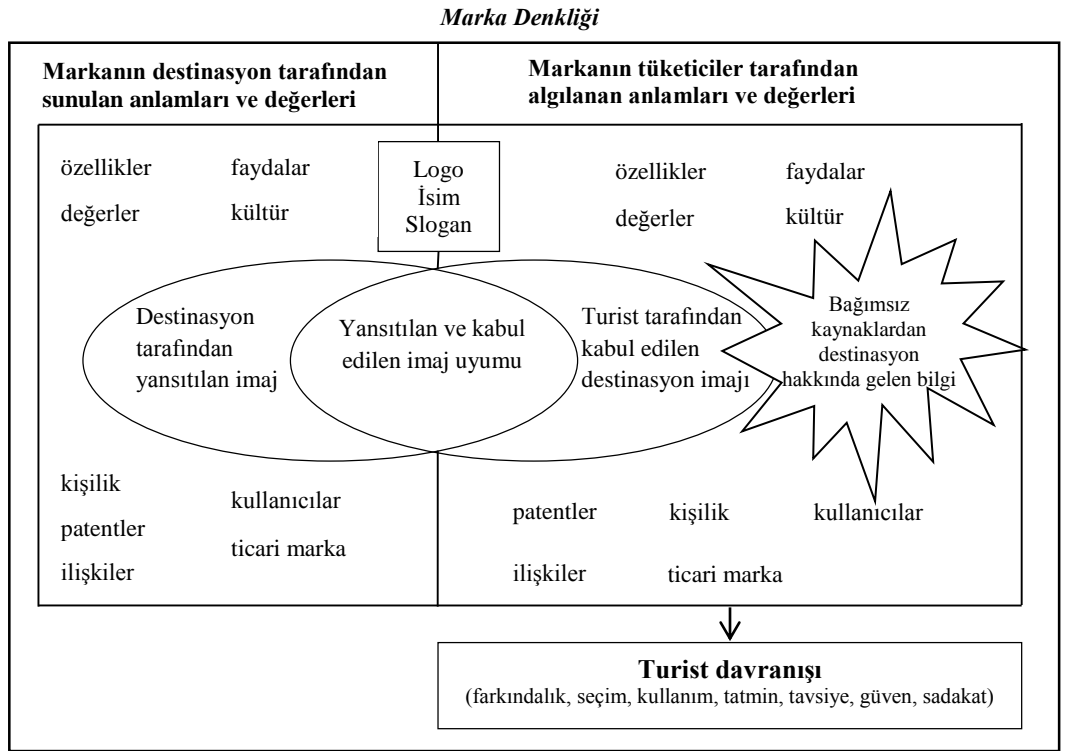 Marka Denkliği
Markanın destinasyon tarafından
sunulan anlamları ve değerleri
Markanın tüketiciler tarafından
algılanan anlamları ve değerleri
özellikler faydalar
değerler kültür
Logo
İsim
Slogan
özellikler faydalar
değerler kültür
Destinasyon
tarafından
yansıtılan imaj
Yansıtılan ve kabul
edilen imaj uyumu
Turist tarafından
kabul edilen
destinasyon imajı
Bağımsız
kaynaklardan
destinasyon
hakkında gelen bilgi
kişilik
kullanıcılar
patentler
ticari marka
ilişkiler
patentler kişilik kullanıcılar
ilişkiler ticari marka
Turist davranışı
(farkındalık, seçim, kullanım, tatmin, tavsiye, güven, sadakat)